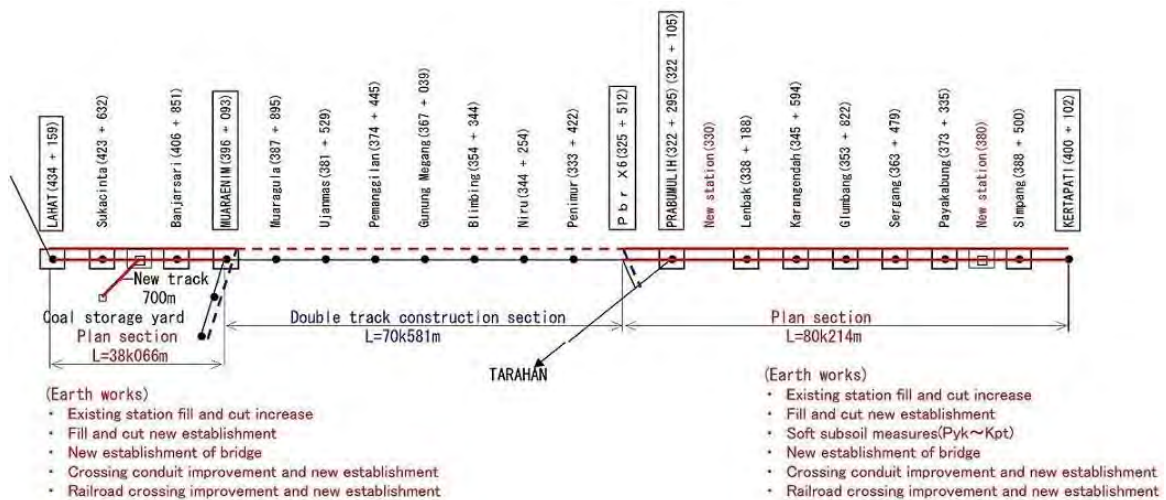 LAHAT(434 + 159)
Sukacinta(423 + 632)
Banjarsari(406 + 851)
MUARAENIM(396 + 093)
Muaragula(387 + 895)
Ujanmas(381 + 529)
Pemanggilan(374 + 445)
Gunung Megang(367 + 039)
Blimbing(354 + 344)
Niru(344 + 254)
Penimur(333 + 422)
Pbr X6(325 + 512)
PRABUMULIH(322 + 295)(322 + 105)
New station(330)
Lenbak(338 + 188)
Karangendah(345 + 594)
Glumbang(353 + 822)
Sergang(363 + 479)
Payakabung(373 + 335)
New station(380)
Simpang(388 + 500)
KERTAPATI(400 + 102)
New track
700m
Coal storage yard
Plan section
L=38k066m
Double track construction section
L=70k581m
Plan section
L=80k214m
TARAHAN
(Earth works)
・ Existing station fill and cut increase
・ Fill and cut new establishment
・ New establishment of bridge
・ Crossing conduit improvement and new establishment
・ Railroad crossing improvement and new establishment
(Earth works)
・ Existing station fill and cut increase
・ Fill and cut new establishment
・ Soft subsoil measures(Pyk～Kpt)
・ New establishment of bridge
・ Crossing conduit improvement and new establishment
・ Railroad crossing improvement and new establishment